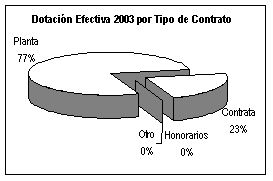 Dotación Efectiva 2003 por Tipo de Contrato
Planta
77%
Contrata
23%
Otro
0%
Honorarios
0%